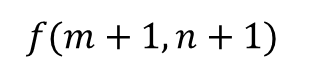 f(m + 1, n + 1)